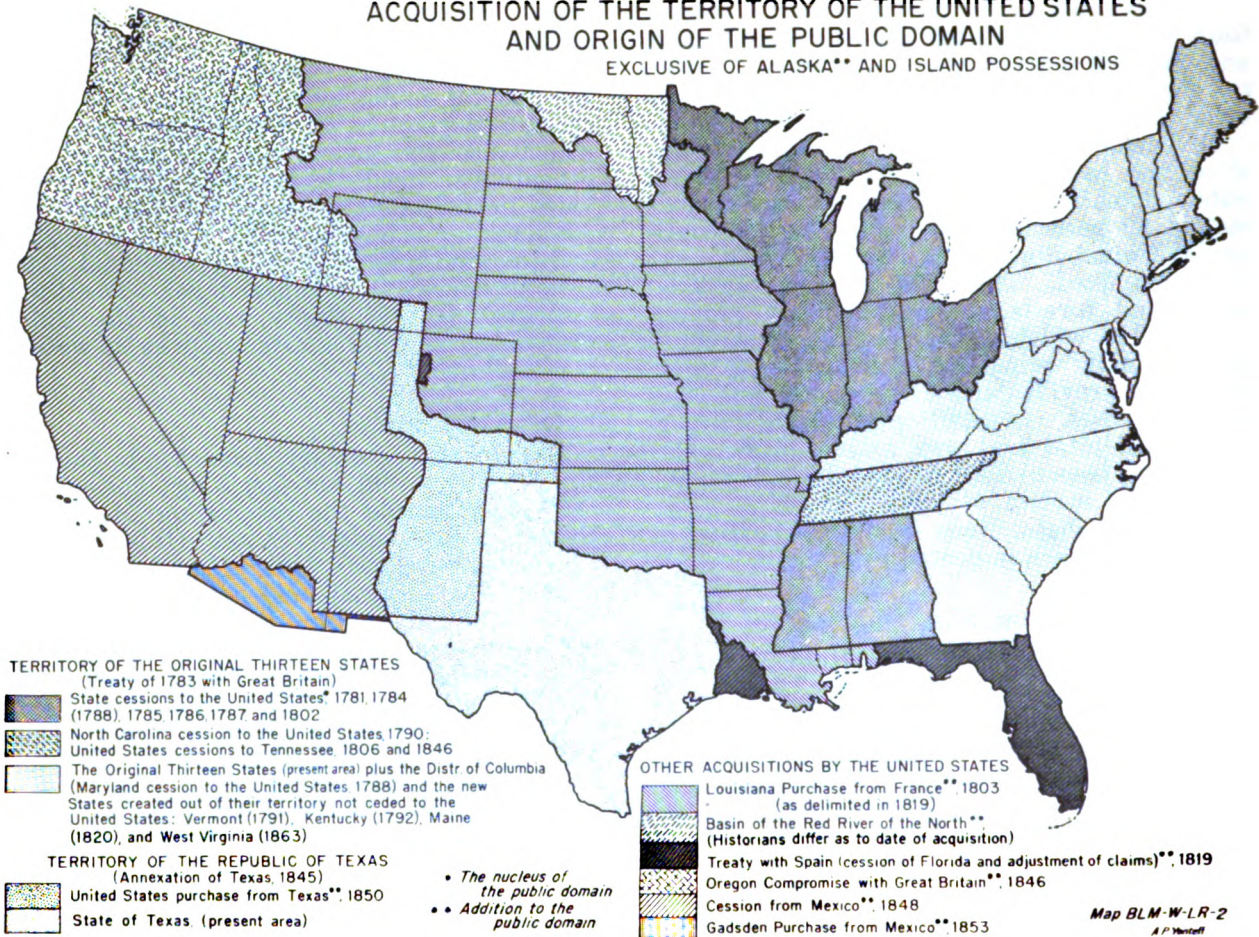 ACQUISITION OF THE TERRITORY OF THE UNITED STATES
AND ORIGIN OF THE PUBLIC DOMAIN
EXCLUSIVE OF ALASKA•• AND ISLAND POSSESSIONS
TERRITORY OF THE ORIGINAL THIRTEEN STATES
(Treaty of 1783 with Great Britain)
State cessions to the United States• 1781, 1784
(1788), 1785, 1786, 1787, and 1802
North Carolina cession to the United States, 1790;
United States cessions to Tennessee, 1806 and 1846
The Original Thirteen States (present area) plus the Distr. of Columbia
(Maryland cession to the United States, 1788) and the new
States created out of their territory not ceded to the
United States: Vermont (1791), Kentucky (1792), Maine
(1820), and West Virginia (1863)
TERRITORY OF THE REPUBLIC OF TEXAS
(Annexation of Texas, 1845)
United States purchase from Texas••, 1850
State of Texas, (present area)
• The nucleus of
the public domain
•• Addition to the
public domain
OTHER ACQUISITIONS BY THE UNITED STATES
Louisiana Purchase from France••, 1803
(as delimited in 1819)
Basin of the Red River of the North••,
(Historians differ as to date of acquisition)
Treaty with Spain (cession of Florida and adjustment of claims)••, 1819
Oregon Compromise with Great Britain••, 1846
Cession from Mexico••, 1848
Gadsden Purchase from Mexico••, 1853
Map BLM-W-LR-2